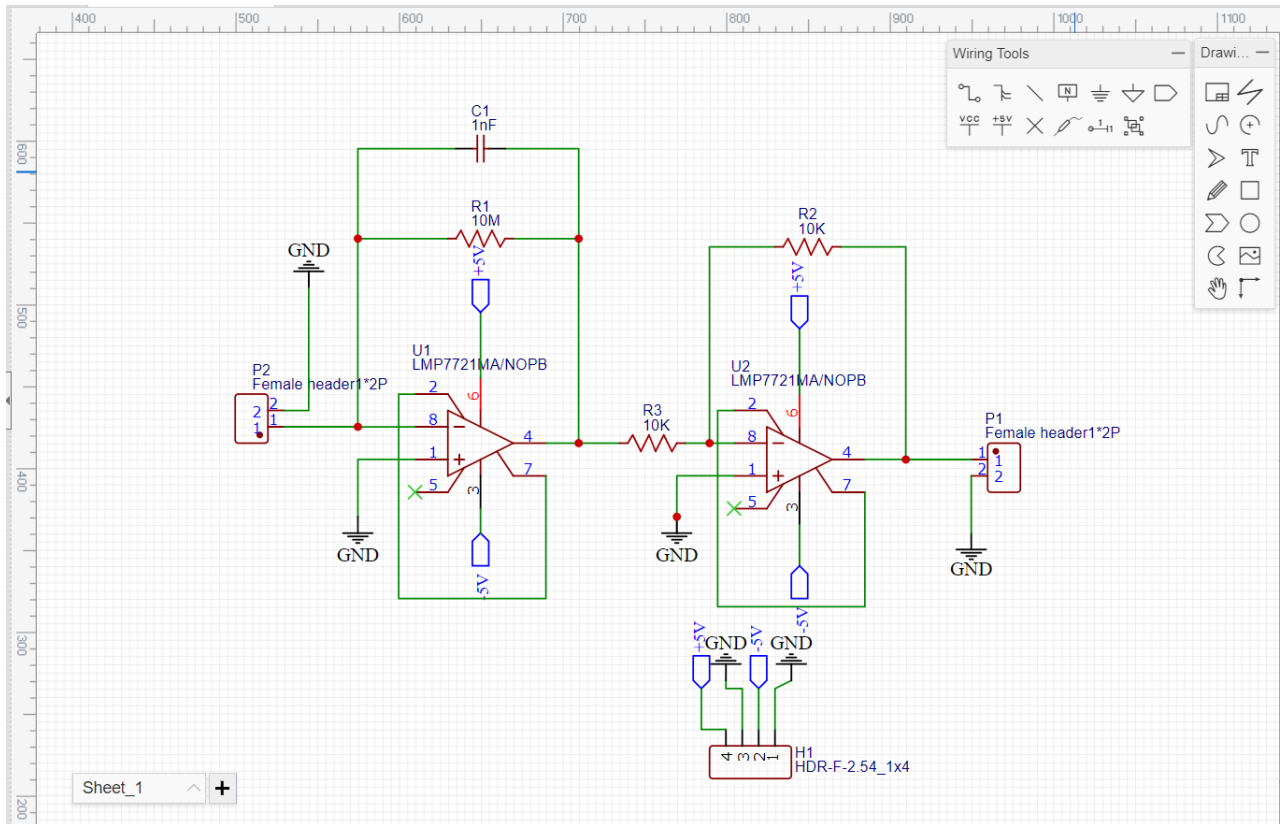 400
500
600
700
800
900
1000
1100
Wiring Tools
Drawi...
N
VCC
+5V
1
T
600
500
400
300
200
C1
1nF
R1
10M
+5V
GND
U1
LMP7721MA/NOPB
P2
Female header1*2P
2
2
1
1
2
8
1
5
6
3
4
7
GND
-5V
R3
10K
R2
10K
+5V
U2
LMP7721MA/NOPB
2
8
1
5
6
3
4
7
GND
-5V
P1
Female header1*2P
1
1
2
2
GND
+5V
GND
-5V
GND
4
3
2
1
H1
HDR-F-2.54_1x4
Sheet_1